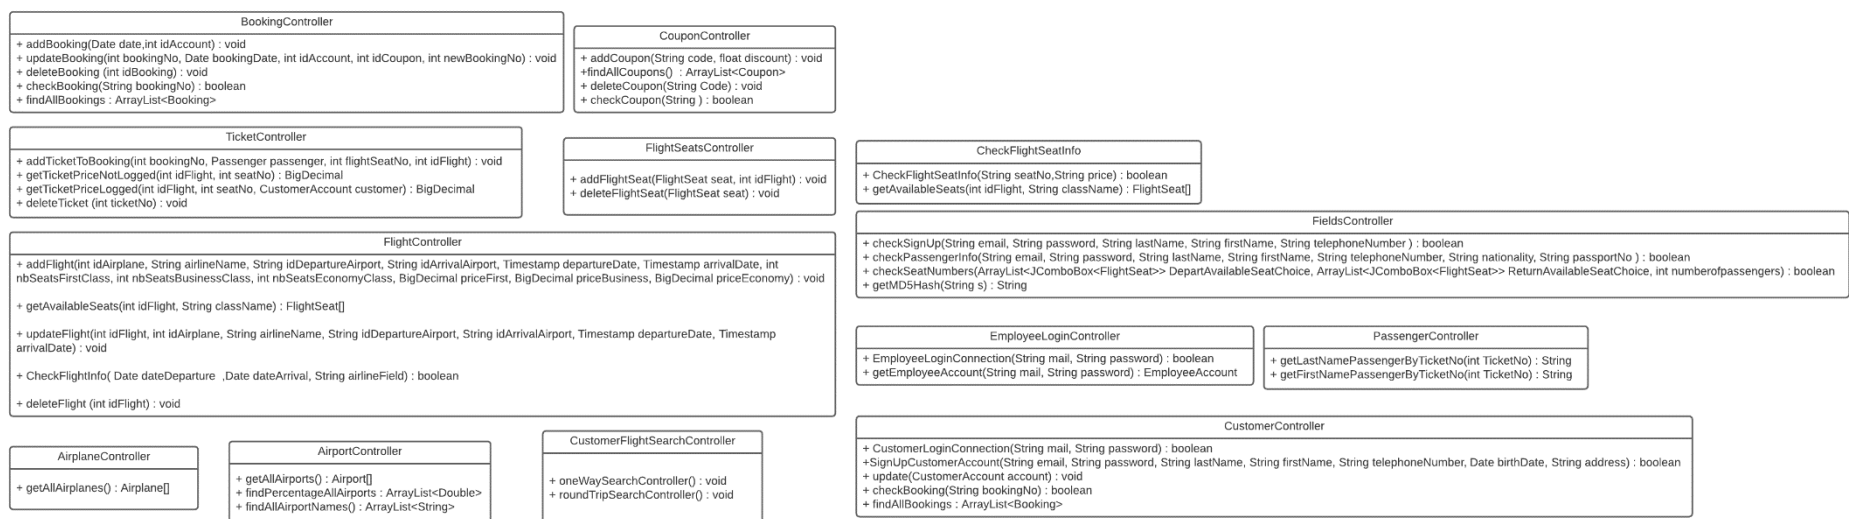 BookingController
+ addBooking(Date date,int idAccount) : void
+ updateBooking(int bookingNo, Date bookingDate, int idAccount, int idCoupon, int newBookingNo) : void
+ deleteBooking (int idBooking) : void
+ checkBooking(String bookingNo) : boolean
+ findAllBookings : ArrayList<Booking>
CouponController
+ addCoupon(String code, float discount) : void
+findAllCoupons()  : ArrayList<Coupon>
+ deleteCoupon(String Code) : void
+ checkCoupon(String ) : boolean
TicketController
+ addTicketToBooking(int bookingNo, Passenger passenger, int flightSeatNo, int idFlight) : void
+ getTicketPriceNotLogged(int idFlight, int seatNo) : BigDecimal
+ getTicketPriceLogged(int idFlight, int seatNo, CustomerAccount customer) : BigDecimal
+ deleteTicket (int ticketNo) : void
FlightSeatsController
+ addFlightSeat(FlightSeat seat, int idFlight) : void
+ deleteFlightSeat(FlightSeat seat) : void
CheckFlightSeatInfo
+ CheckFlightSeatInfo(String seatNo,String price) : boolean
+ getAvailableSeats(int idFlight, String className) : FlightSeat[]
FlightController
+ addFlight(int idAirplane, String airlineName, String idDepartureAirport, String idArrivalAirport, Timestamp departureDate, Timestamp arrivalDate, int
nbSeatsFirstClass, int nbSeatsBusinessClass, int nbSeatsEconomyClass, BigDecimal priceFirst, BigDecimal priceBusiness, BigDecimal priceEconomy) : void
+ getAvailableSeats(int idFlight, String className) : FlightSeat[]
+ updateFlight(int idFlight, int idAirplane, String airlineName, String idDepartureAirport, String idArrivalAirport, Timestamp departureDate, Timestamp
arrivalDate) : void
+ CheckFlightInfo( Date dateDeparture  ,Date dateArrival, String airlineField) : boolean
+ deleteFlight (int idFlight) : void
FieldsController
+ checkSignUp(String email, String password, String lastName, String firstName, String telephoneNumber ) : boolean
+ checkPassengerInfo(String email, String password, String lastName, String firstName, String telephoneNumber, String nationality, String passportNo ) : boolean
+ checkSeatNumbers(ArrayList<JComboBox<FlightSeat>> DepartAvailableSeatChoice, ArrayList<JComboBox<FlightSeat>> ReturnAvailableSeatChoice, int numberofpassengers) : boolean
+ getMD5Hash(String s) : String
EmployeeLoginController
+ EmployeeLoginConnection(String mail, String password) : boolean
+ getEmployeeAccount(String mail, String password) : EmployeeAccount
PassengerController
+ getLastNamePassengerByTicketNo(int TicketNo) : String
+ getFirstNamePassengerByTicketNo(int TicketNo) : String
AirplaneController
+ getAllAirplanes() : Airplane[]
AirportController
+ getAllAirports() : Airport[]
+ findPercentageAllAirports : ArrayList<Double>
+ findAllAirportNames() : ArrayList<String>
CustomerFlightSearchController
+ oneWaySearchController() : void
+ roundTripSearchController() : void
CustomerController
+ CustomerLoginConnection(String mail, String password) : boolean
+SignUpCustomerAccount(String email, String password, String lastName, String firstName, String telephoneNumber, Date birthDate, String address) : boolean
+ update(CustomerAccount account) : void
+ checkBooking(String bookingNo) : boolean
+ findAllBookings : ArrayList<Booking>